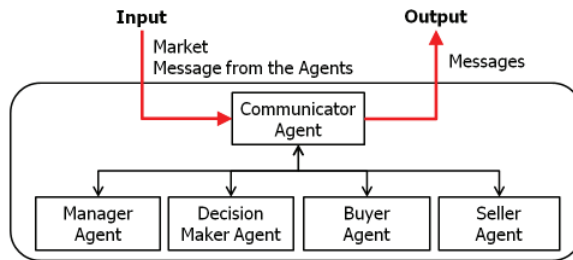 Input
Output
Market
Message from the Agents
Messages
Communicator
Agent
Manager
Agent
Decision
Maker Agent
Buyer
Agent
Seller
Agent